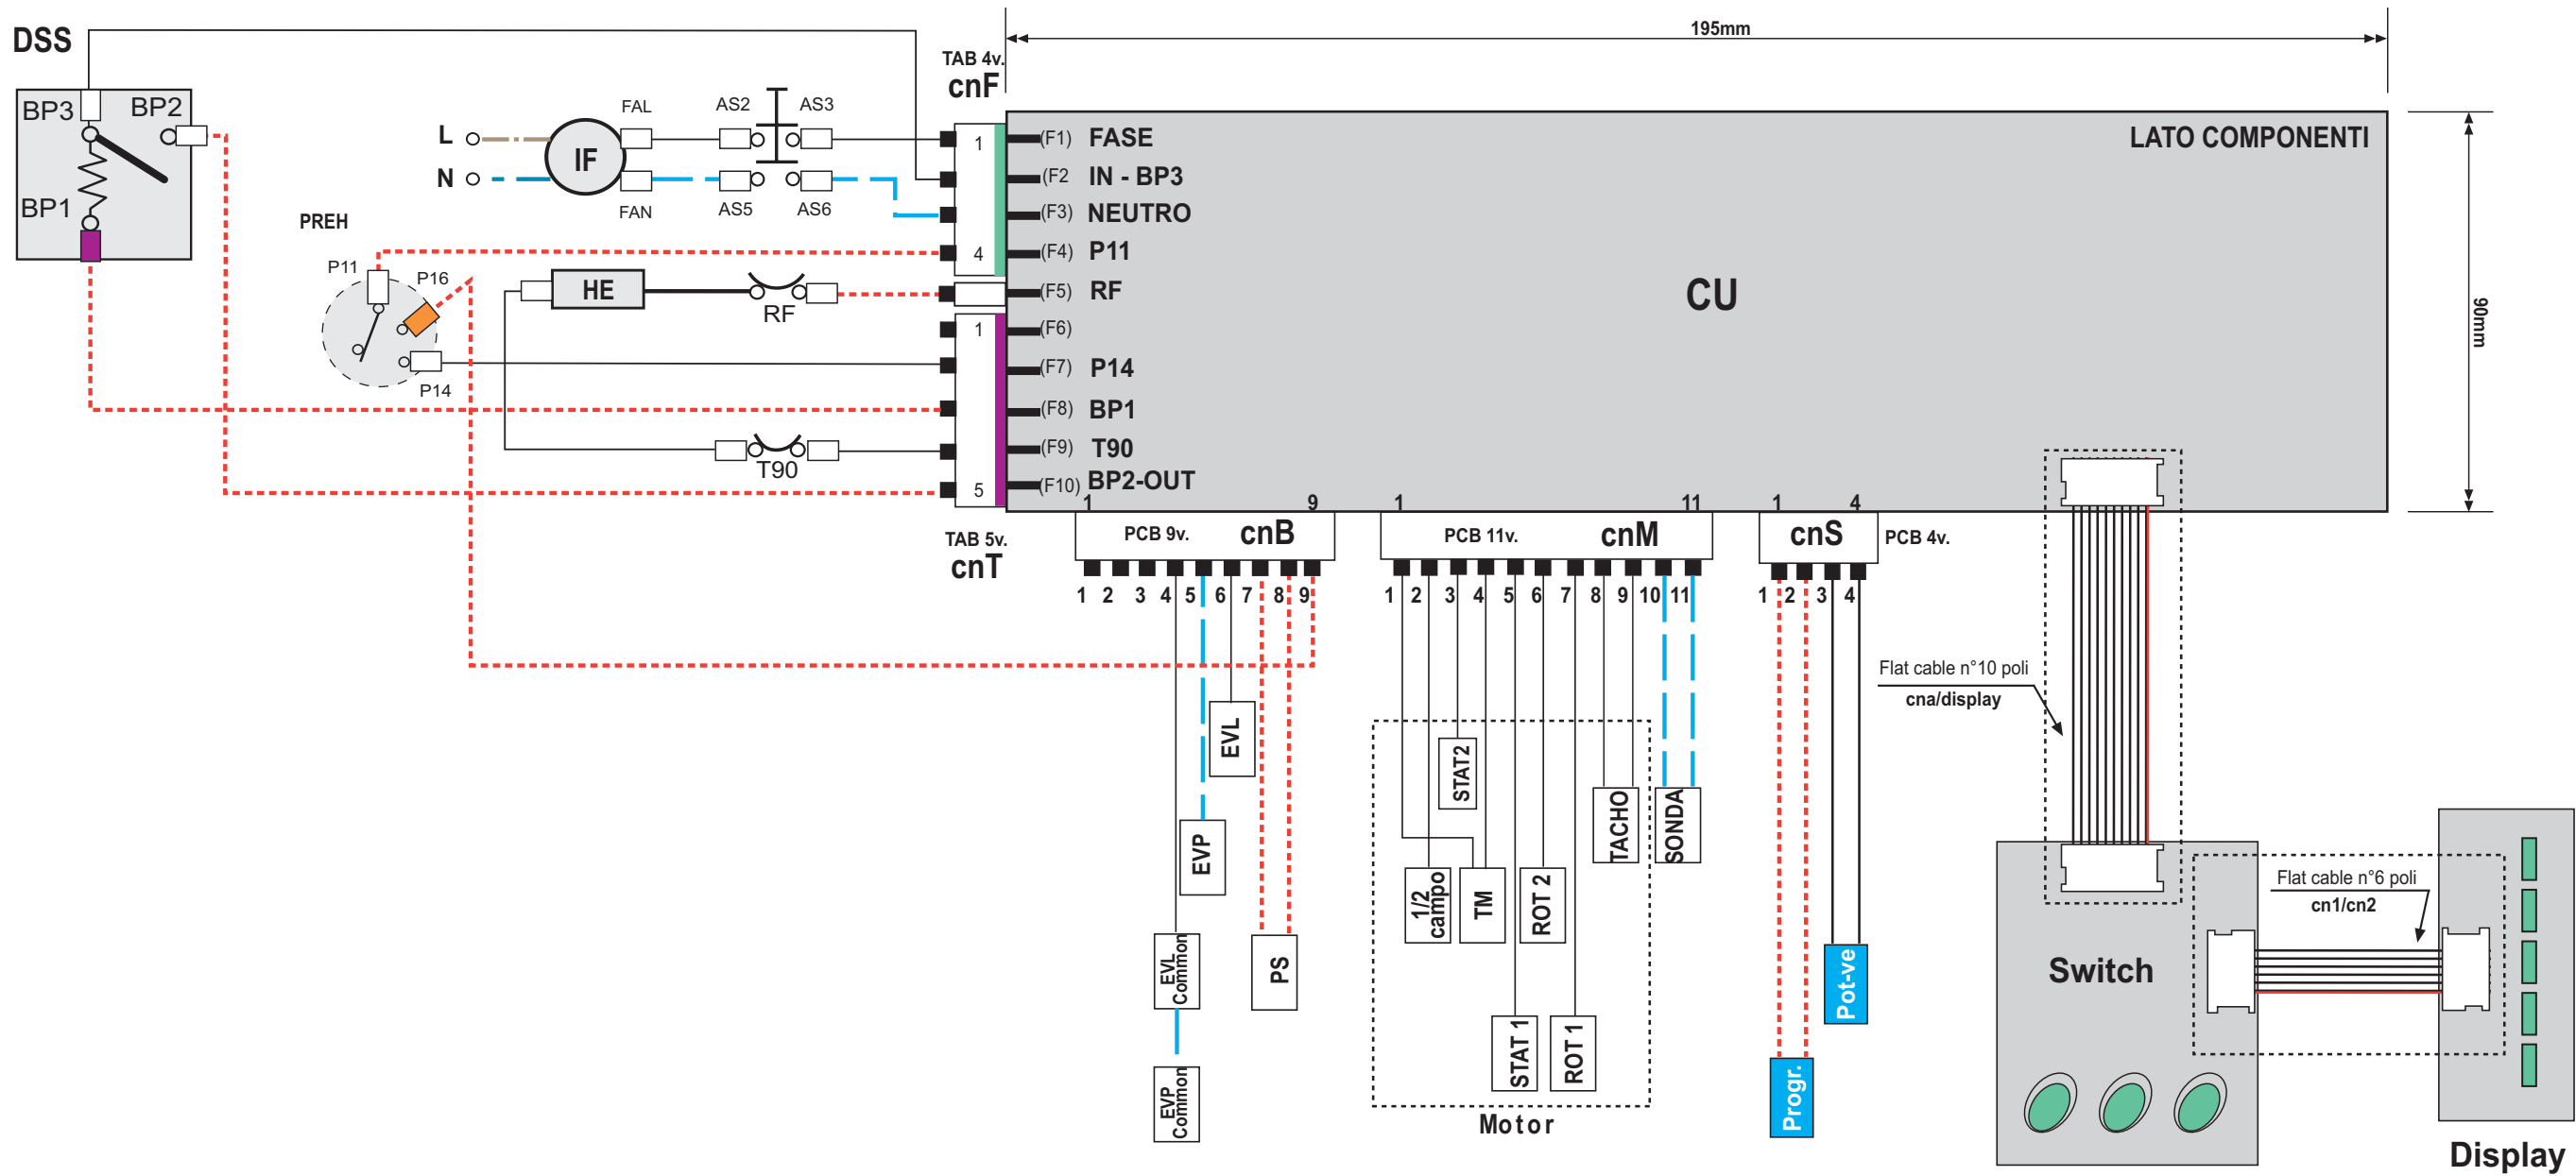 DSS
195mm
TAB 4v.
cnF
BP3
BP2
BP1
L
N
IF
FAL
FAN
AS2
AS3
AS5
AS6
PREH
P11
P16
P14
HE
RF
T90
1
4
1
5
(F1) FASE
(F2 IN - BP3
(F3) NEUTRO
(F4) P11
(F5) RF
(F6)
(F7) P14
(F8) BP1
(F9) T90
(F10) BP2-OUT
LATO COMPONENTI
CU
90mm
TAB 5v.
cnT
1 9
PCB 9v. cnB
1 2 3 4 5 6 7 8 9
1 11
PCB 11v. cnM
1 2 3 4 5 6 7 8 9 10 11
1 4
cnS PCB 4v.
1 2 3 4
EVL
EVP
EVL
Common
EVP
Common
PS
STAT2
1/2
campo
TM
ROT 2
TACHO
SONDA
STAT 1
ROT 1
Motor
Pot-ve
Progr.
Flat cable n°10 poli
cna/display
Flat cable n°6 poli
cn1/cn2
Switch
Display